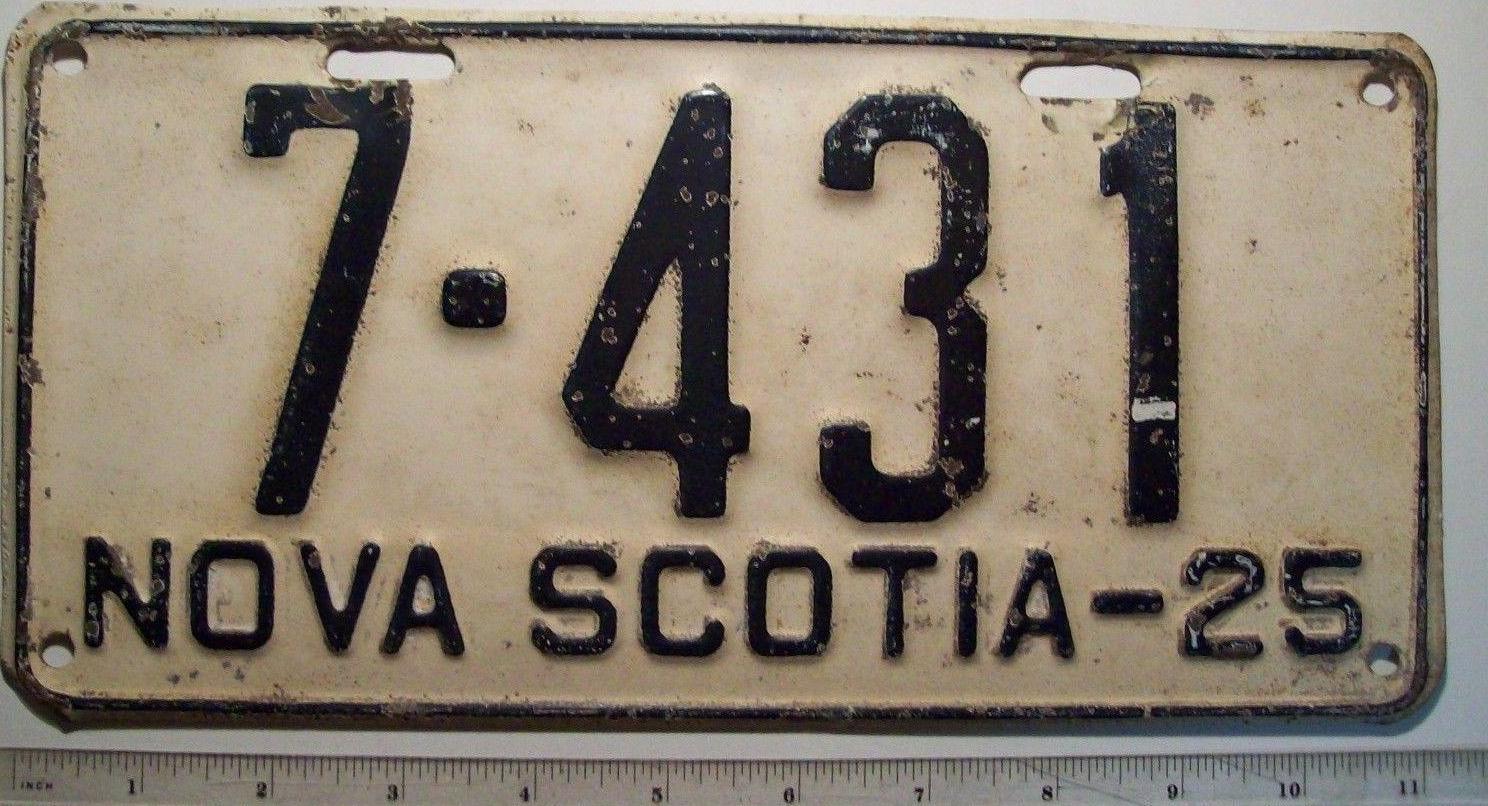 7-431
NOVA SCOTIA-25
INCH 1 2 3 4 5 6 7 8 9 10 11